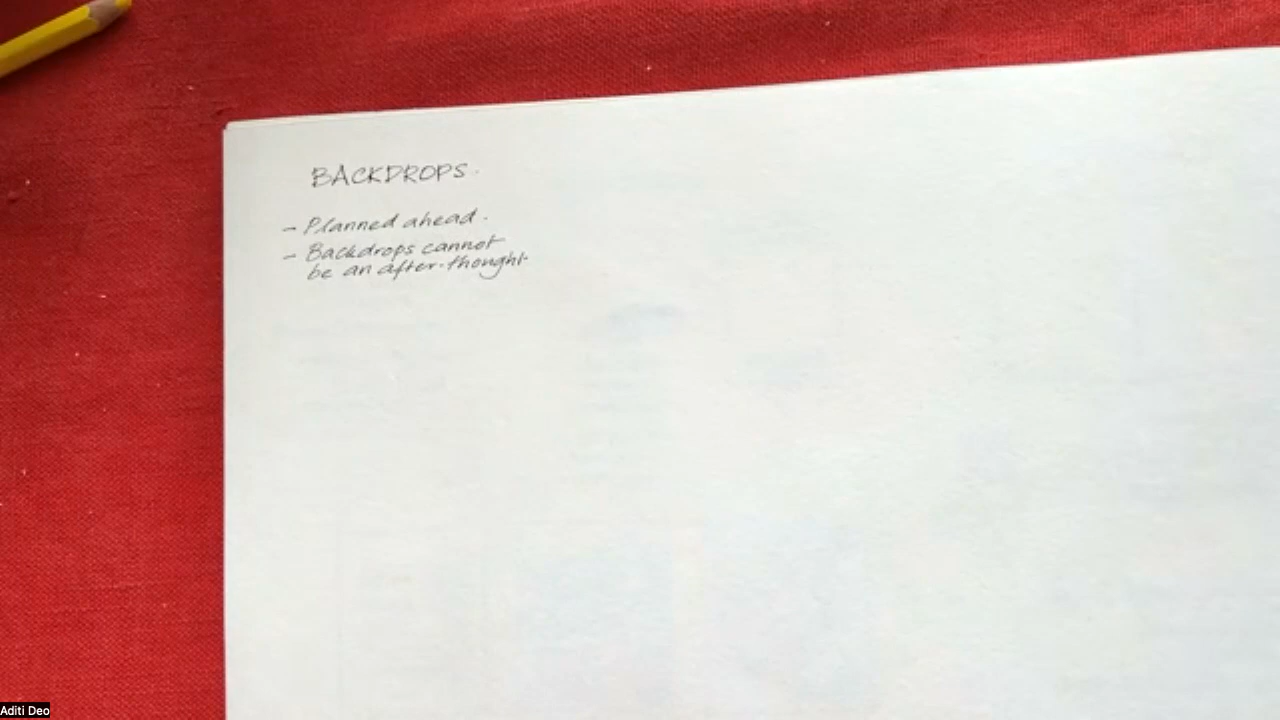 BACKDROPS.
- Planned ahead.
- Backdrops cannot
be an after-thought.
Aditi Deo